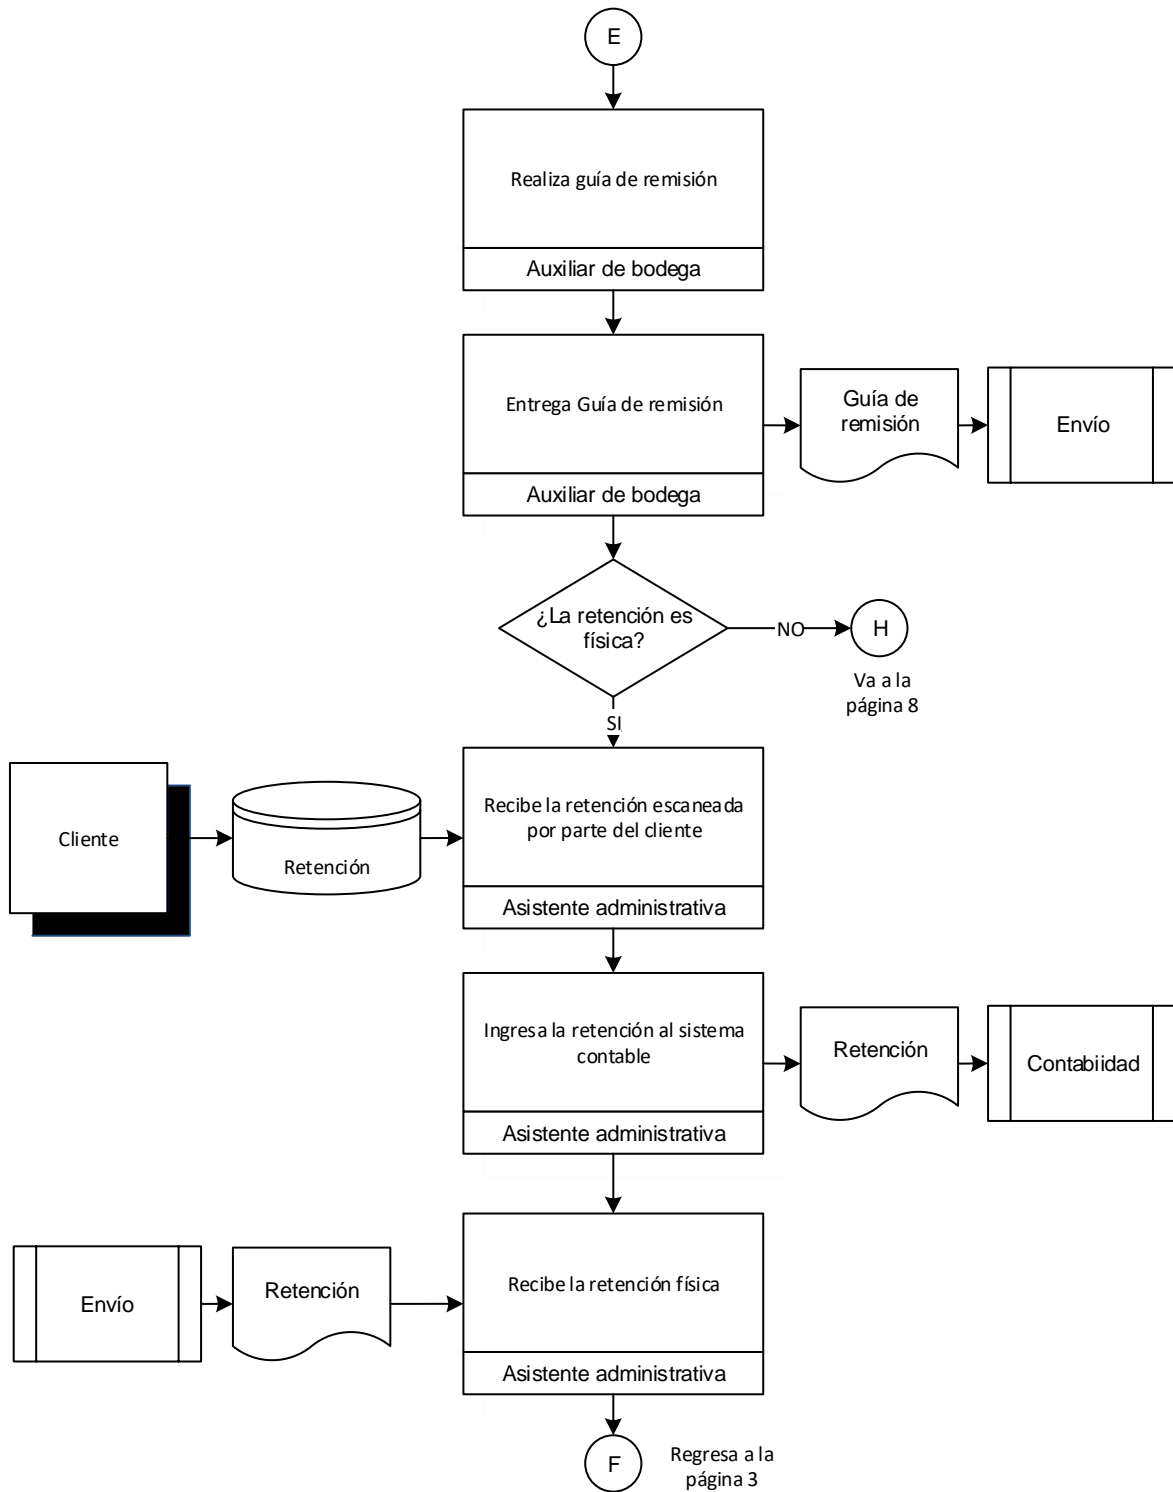 E
Realiza guía de remisión
Auxiliar de bodega
Entrega Guía de remisión
Auxiliar de bodega
Guía de
remisión
Envío
¿La retención es
física?
NO
H
Va a la
página 8
SI
Cliente
Retención
Recibe la retención escaneada
por parte del cliente
Asistente administrativa
Ingresa la retención al sistema
contable
Asistente administrativa
Retención
Contabiidad
Envío
Retención
Recibe la retención física
Asistente administrativa
F
Regresa a la
página 3